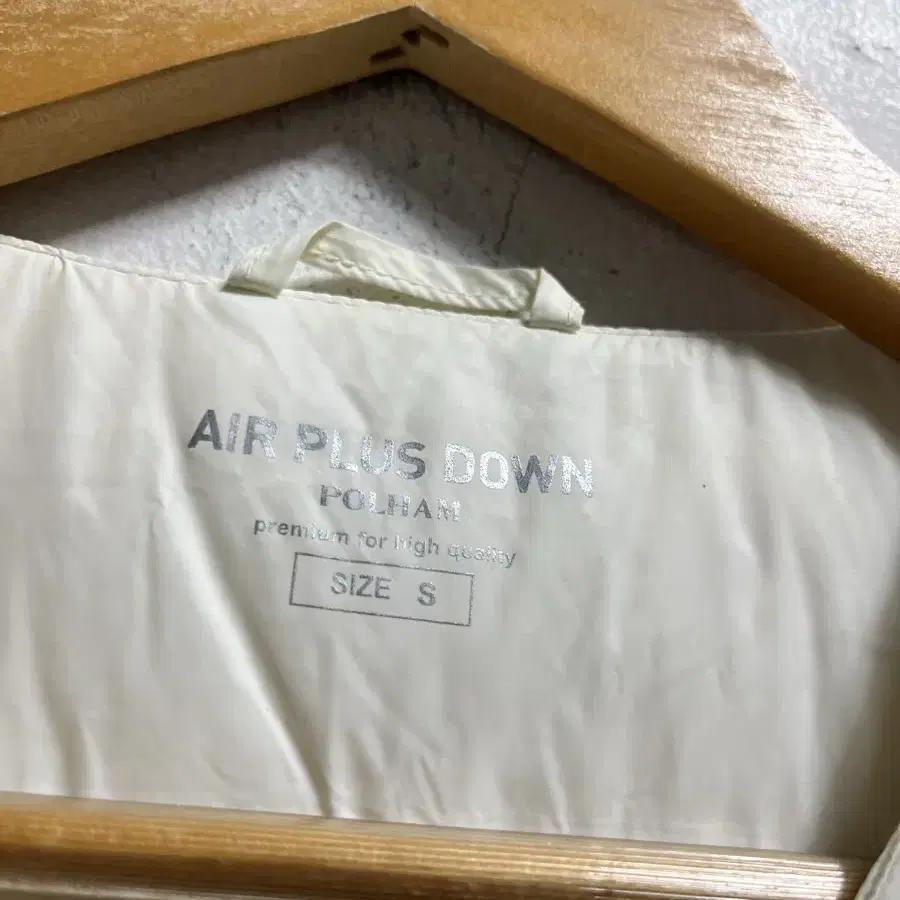 AIR PLUS DOWN
POLHAM
premium for high quality
SIZE S